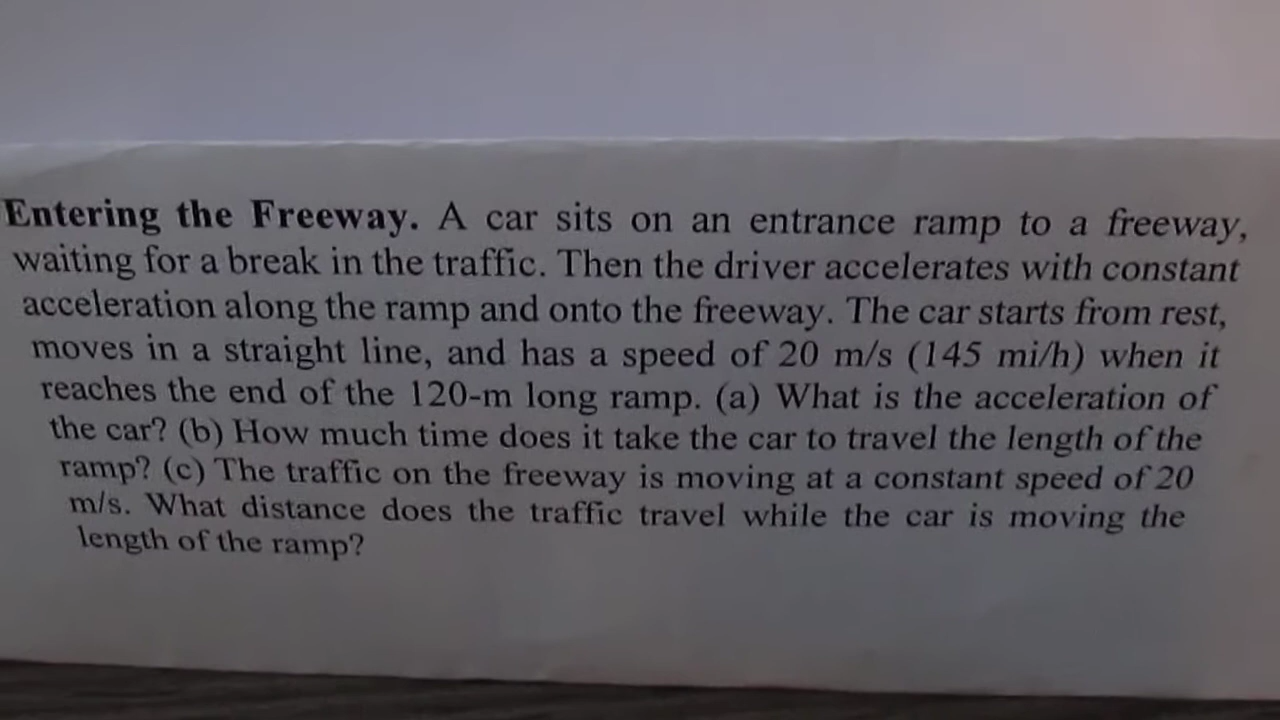 Entering the Freeway. A car sits on an entrance ramp to a freeway,
waiting for a break in the traffic. Then the driver accelerates with constant
acceleration along the ramp and onto the freeway. The car starts from rest,
moves in a straight line, and has a speed of 20 m/s (145 mi/h) when it
reaches the end of the 120-m long ramp. (a) What is the acceleration of
the car? (b) How much time does it take the car to travel the length of the
ramp? (c) The traffic on the freeway is moving at a constant speed of 20
m/s. What distance does the traffic travel while the car is moving the
length of the ramp?